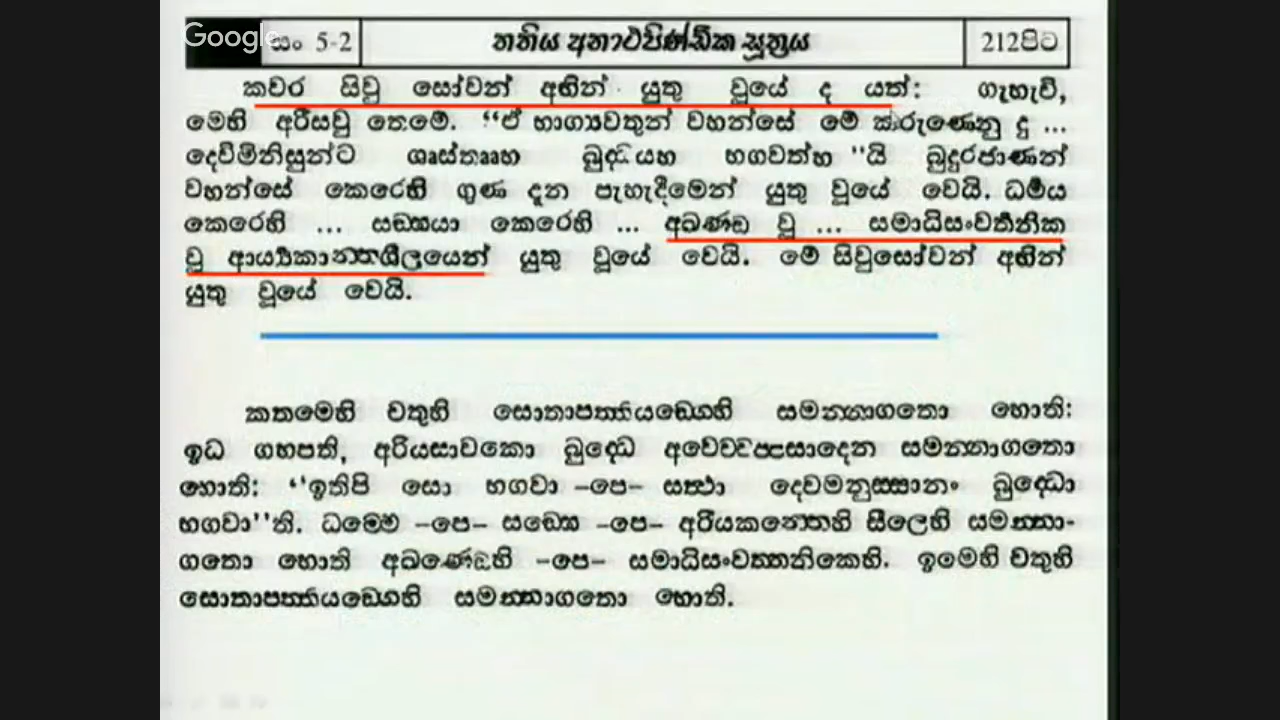 Google සං 5-2 තතිය අනාථපිණ්ඩික සූත්‍රය 212පිට
කවර සිවු සෝවන් අඟින් යුතු වූයේ ද යත්: ගැහැවි,
මෙහි අරිසවු තෙමේ. “ඒ භාග්‍යවතුන් වහන්සේ මේ කරුණෙනු දු ...
දෙව්මිනිසුන්ට ශාස්තෘහ බුද්ධයහ භගවත්හ ”යි බුදුරජාණන්
වහන්සේ කෙරෙහි ගුණ දැන පැහැදීමෙන් යුතු වූයේ වෙයි. ධර්‍මය
කෙරෙහි ... සඞ්ඝයා කෙරෙහි ... අඛණ්ඩ වූ ... සමාධිසංවර්‍තනික
වූ ආර්‍ය්‍යකාන්තශීලයෙන් යුතු වූයේ වෙයි. මේ සිවුසෝවන් අඟින්
යුතු වූයේ වෙයි.
කතමෙහි චතුහි සොතාපත්තියඞ්ගෙහි සමන්නාගතො හොති:
ඉධ ගහපති, අරියසාවකො බුද්ධෙ අවෙච්චප්පසාදෙන සමන්නාගතො
හොති: “ඉතිපි සො භගවා –පෙ– සත්ථා දෙවමනුස්සානං බුද්ධො
භගවා”ති. ධම්මෙ –පෙ– සඞ්ඝෙ –පෙ– අරියකන්තෙහි සීලෙහි සමන්නා-
ගතො හොති අඛණ්ඩෙහි –පෙ– සමාධිසංවත්තනිකෙහි. ඉමෙහි චතුහි
සොතාපත්තියඞ්ගෙහි සමන්නාගතො හොති.